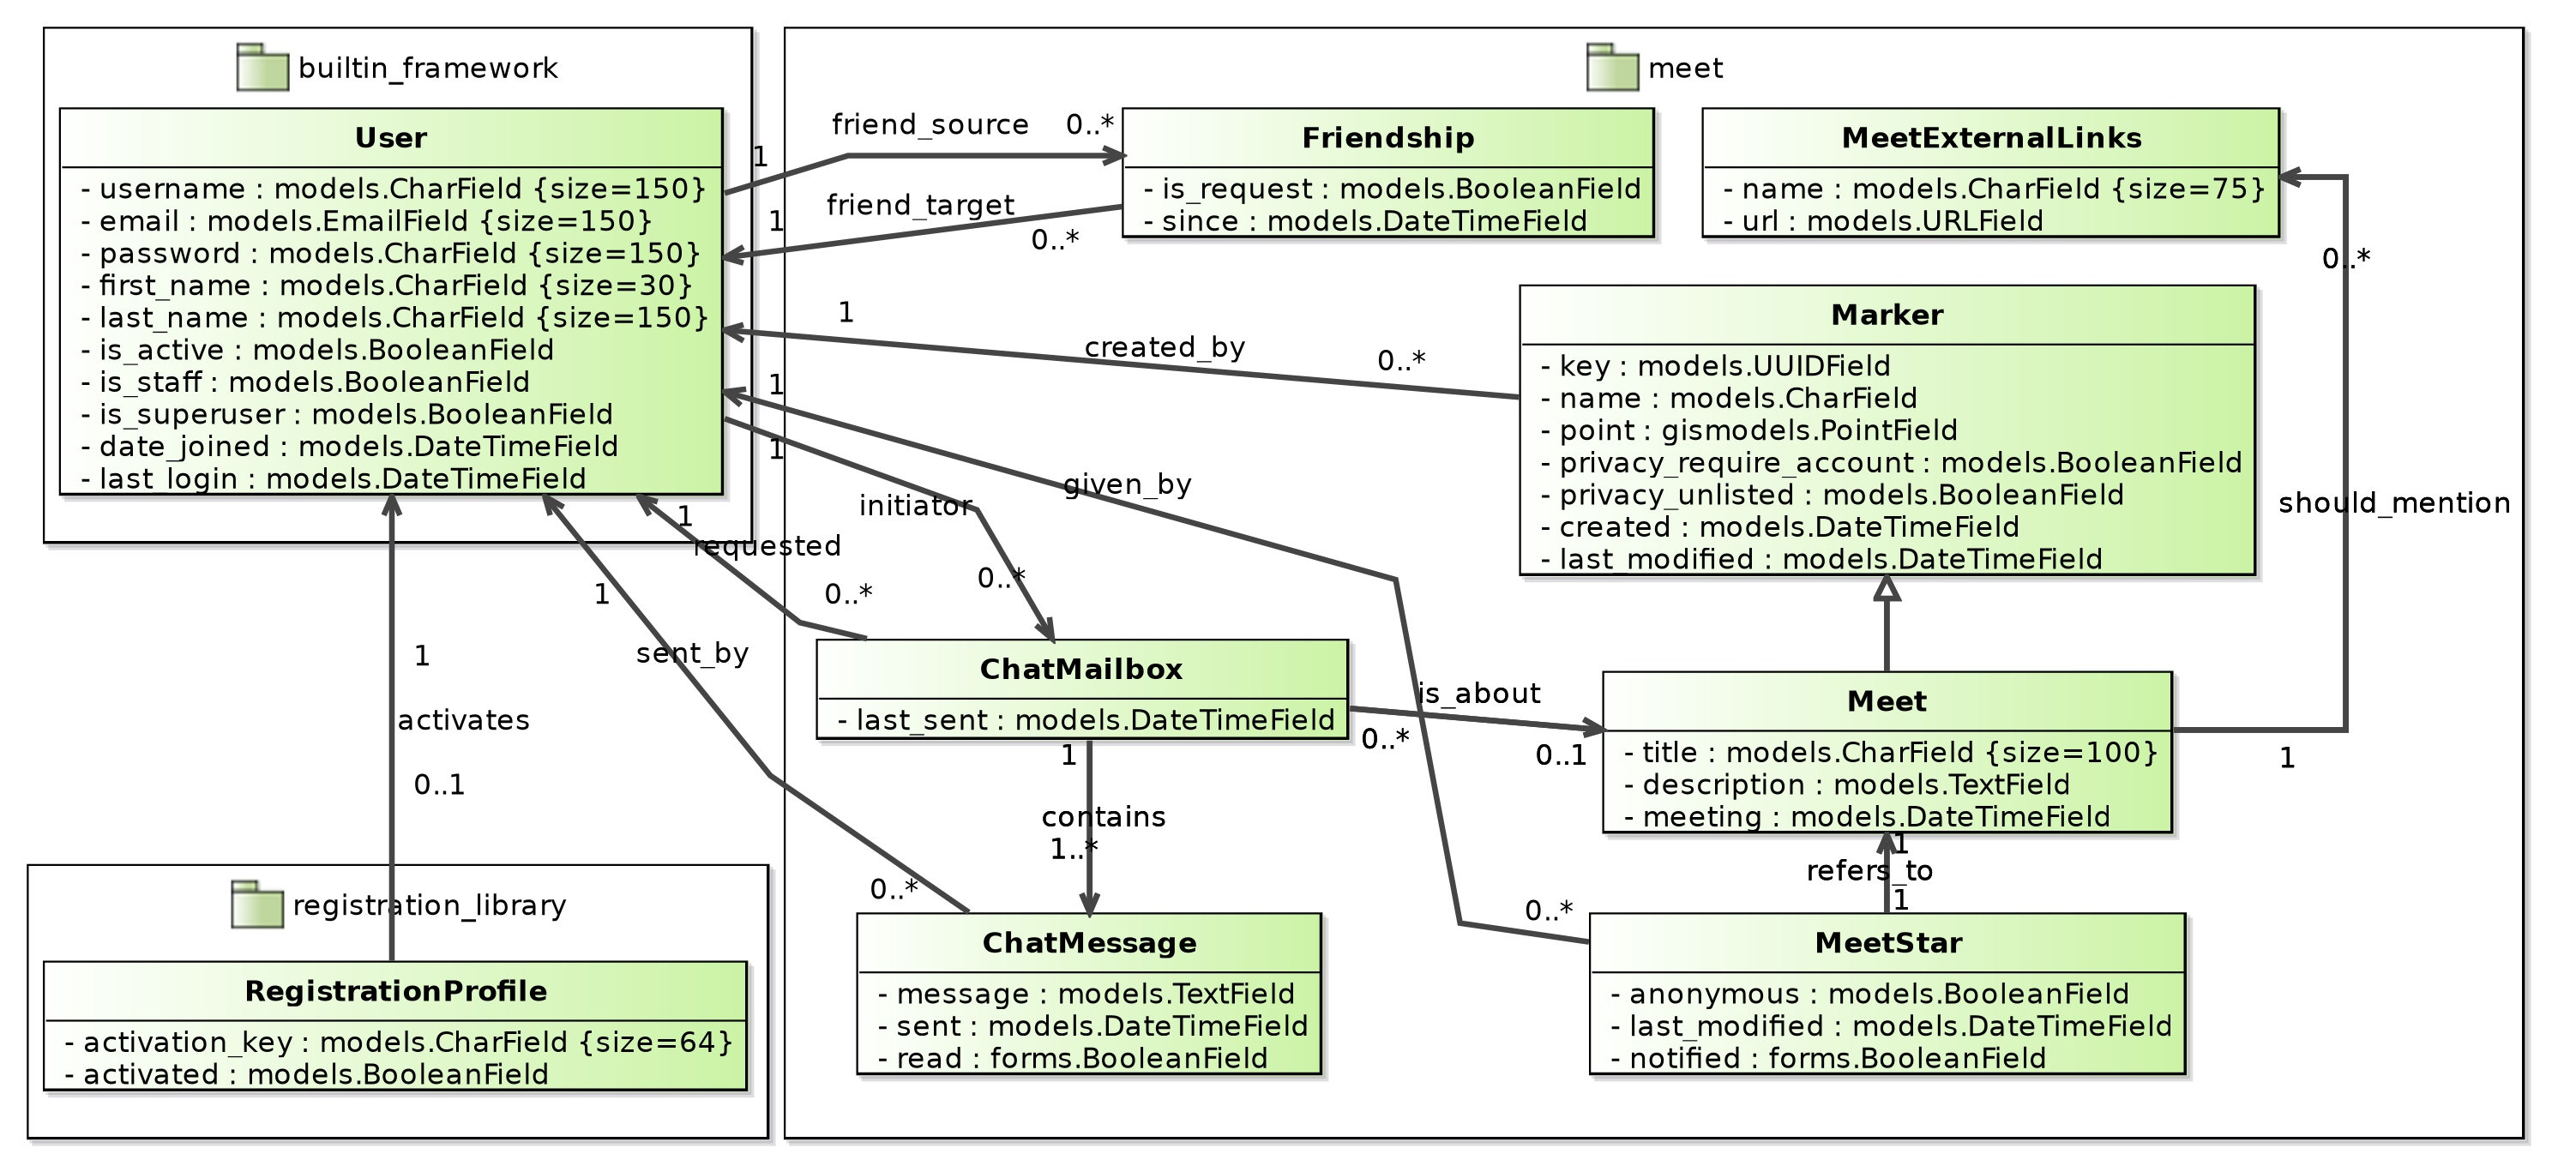 builtin_framework
User
- username : models.CharField {size=150}
- email : models.EmailField {size=150}
- password : models.CharField {size=150}
- first_name : models.CharField {size=30}
- last_name : models.CharField {size=150}
- is_active : models.BooleanField
- is_staff : models.BooleanField
- is_superuser : models.BooleanField
- date_joined : models.DateTimeField
- last_login : models.DateTimeField
meet
friend_source
0..*
1
friend_target
1
0..*
Friendship
- is_request : models.BooleanField
- since : models.DateTimeField
MeetExternalLinks
- name : models.CharField {size=75}
- url : models.URLField
0..*
should_mention
1
1
created_by
0..*
Marker
- key : models.UUIDField
- name : models.CharField
- point : gismodels.PointField
- privacy_require_account : models.BooleanField
- privacy_unlisted : models.BooleanField
- created : models.DateTimeField
- last_modified : models.DateTimeField
1
given_by
0..*
1
initiator
0..*
1
requested
0..*
1
sent_by
0..*
1
activates
0..1
ChatMailbox
- last_sent : models.DateTimeField
is_about
0..*
0..1
Meet
- title : models.CharField {size=100}
- description : models.TextField
- meeting : models.DateTimeField
1
contains
1..*
1
refers_to
1
registration_library
RegistrationProfile
- activation_key : models.CharField {size=64}
- activated : models.BooleanField
ChatMessage
- message : models.TextField
- sent : models.DateTimeField
- read : forms.BooleanField
MeetStar
- anonymous : models.BooleanField
- last_modified : models.DateTimeField
- notified : forms.BooleanField